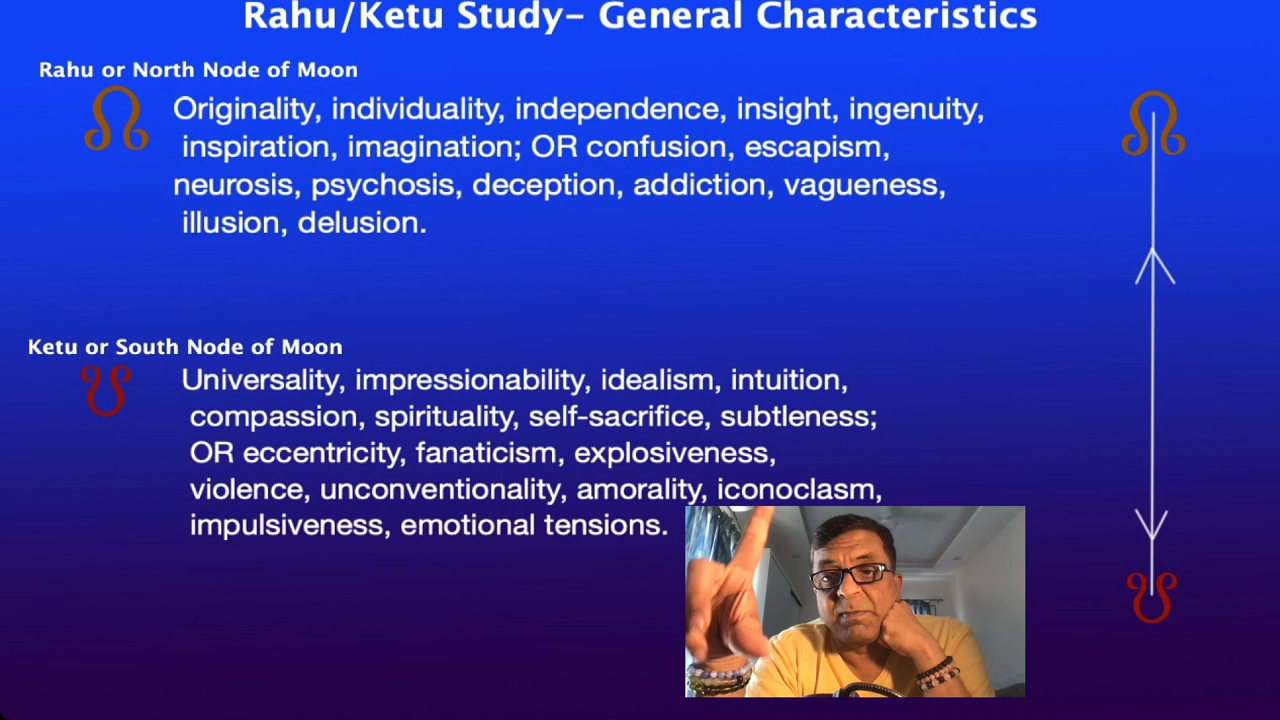 Rahu/Ketu Study– General Characteristics
Rahu or North Node of Moon
Originality, individuality, independence, insight, ingenuity,
inspiration, imagination; OR confusion, escapism,
neurosis, psychosis, deception, addiction, vagueness,
illusion, delusion.
Ketu or South Node of Moon
Universality, impressionability, idealism, intuition,
compassion, spirituality, self-sacrifice, subtleness;
OR eccentricity, fanaticism, explosiveness,
violence, unconventionality, amorality, iconoclasm,
impulsiveness, emotional tensions.